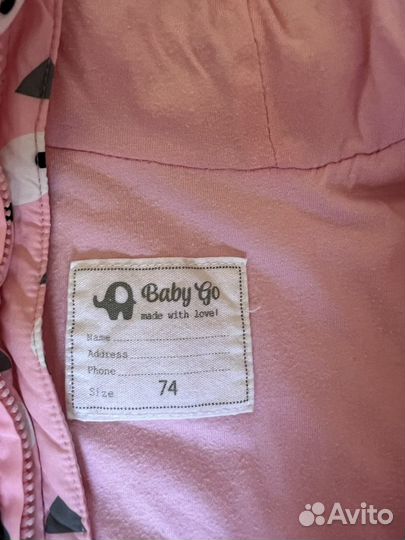 Baby Go
made with love!
Name
Address
Phone
Size 74
Avito